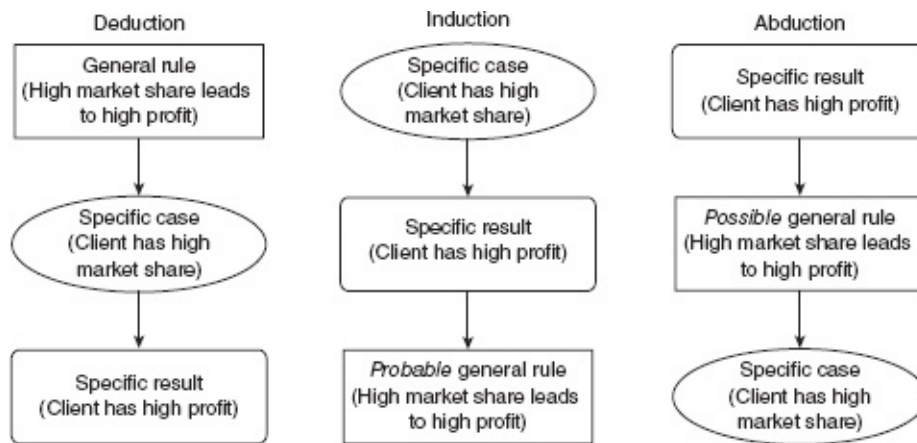 Deduction
General rule
(High market share leads
to high profit)
Specific case
(Client has high
market share)
Specific result
(Client has high profit)
Induction
Specific case
(Client has high
market share)
Specific result
(Client has high profit)
Probable general rule
(High market share leads
to high profit)
Abduction
Specific result
(Client has high profit)
Possible general rule
(High market share leads
to high profit)
Specific case
(Client has high
market share)